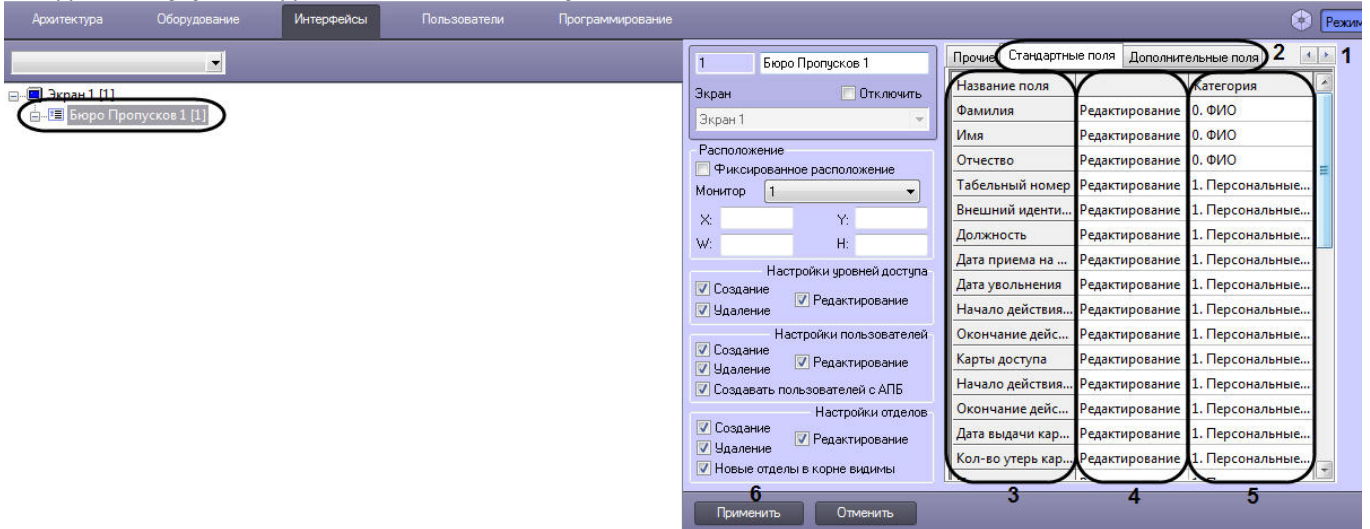 Архитектура Оборудование Интерфейсы Пользователи Программирование Режим
Экран 1 [1]
Бюро Пропусков 1 [1]
1 Бюро Пропусков 1
Экран Отключить
Экран 1
Расположение
Фиксированное расположение
Монитор 1
X: Y:
W: H:
Настройки уровней доступа
Создание
Редактирование
Удаление
Настройки пользователей
Создание
Редактирование
Удаление
Создавать пользователей с АПБ
Настройки отделов
Создание
Редактирование
Удаление
Новые отделы в корне видимы
6
Применить Отменить
Прочие Стандартные поля Дополнительные поля 2 1
Название поля Категория
Фамилия Редактирование 0. ФИО
Имя Редактирование 0. ФИО
Отчество Редактирование 0. ФИО
Табельный номер Редактирование 1. Персональные...
Внешний иденти... Редактирование 1. Персональные...
Должность Редактирование 1. Персональные...
Дата приема на ... Редактирование 1. Персональные...
Дата увольнения Редактирование 1. Персональные...
Начало действия... Редактирование 1. Персональные...
Окончание дейс... Редактирование 1. Персональные...
Карты доступа Редактирование 1. Персональные...
Начало действия... Редактирование 1. Персональные...
Окончание дейс... Редактирование 1. Персональные...
Дата выдачи кар... Редактирование 1. Персональные...
Кол-во утерь кар... Редактирование 1. Персональные...
3 4 5